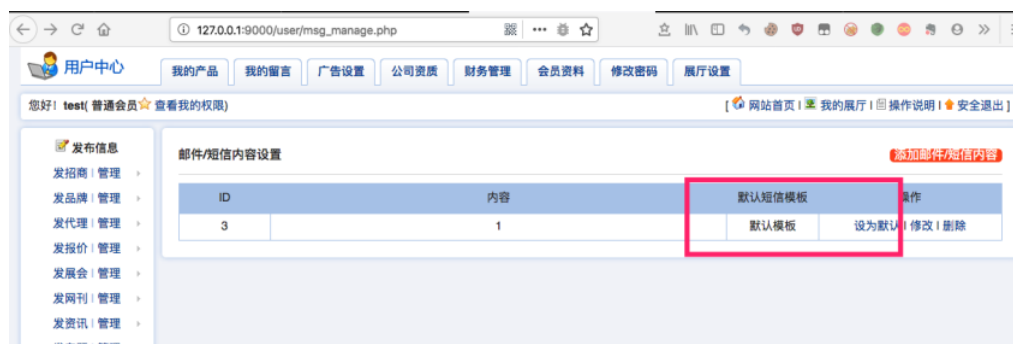 127.0.0.1:9000/user/msg_manage.php
用户中心
我的产品 我的留言 广告设置 公司资质 财务管理 会员资料 修改密码 展厅设置
您好！test( 普通会员 查看我的权限)
[ 网站首页 | 我的展厅 | 操作说明 | 安全退出 ]
发布信息
发招商 | 管理
发品牌 | 管理
发代理 | 管理
发报价 | 管理
发展会 | 管理
发网刊 | 管理
发资讯 | 管理
邮件/短信内容设置
添加邮件/短信内容
ID 内容 默认短信模板 操作
3 1 默认模板 设为默认 | 修改 | 删除